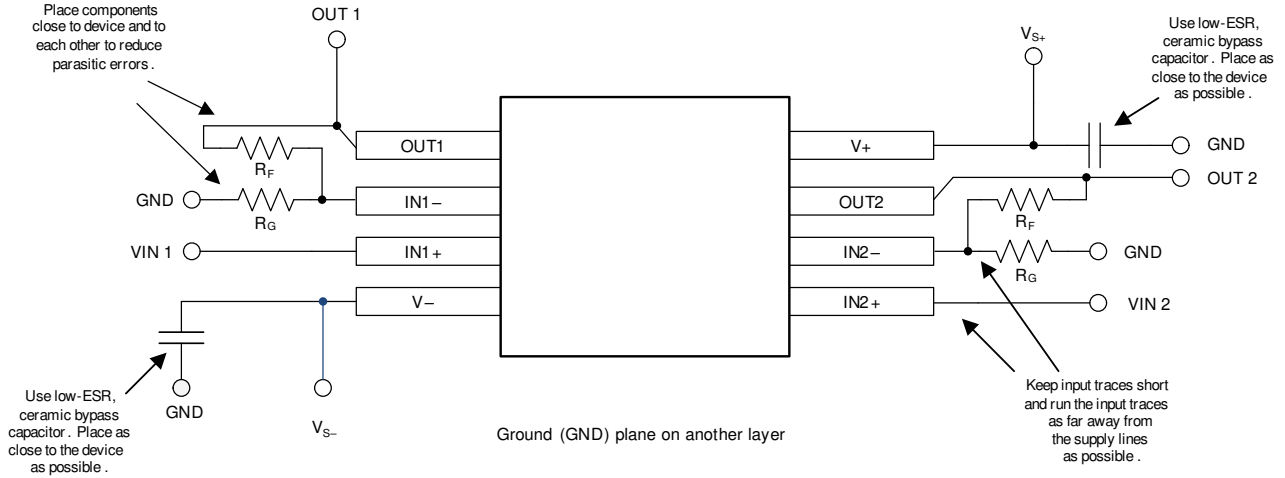 Place components
close to device and to
each other to reduce
parasitic errors .
OUT 1
VS+
Use low-ESR,
ceramic bypass
capacitor . Place as
close to the device
as possible .
OUT1
V+
GND
RF
OUT 2
GND
IN1−
OUT2
RG
RF
VIN 1
IN1+
IN2−
GND
RG
V−
IN2+
VIN 2
GND
VS−
Use low-ESR,
ceramic bypass
capacitor . Place as
close to the device
as possible .
Ground (GND) plane on another layer
Keep input traces short
and run the input traces
as far away from
the supply lines
as possible .